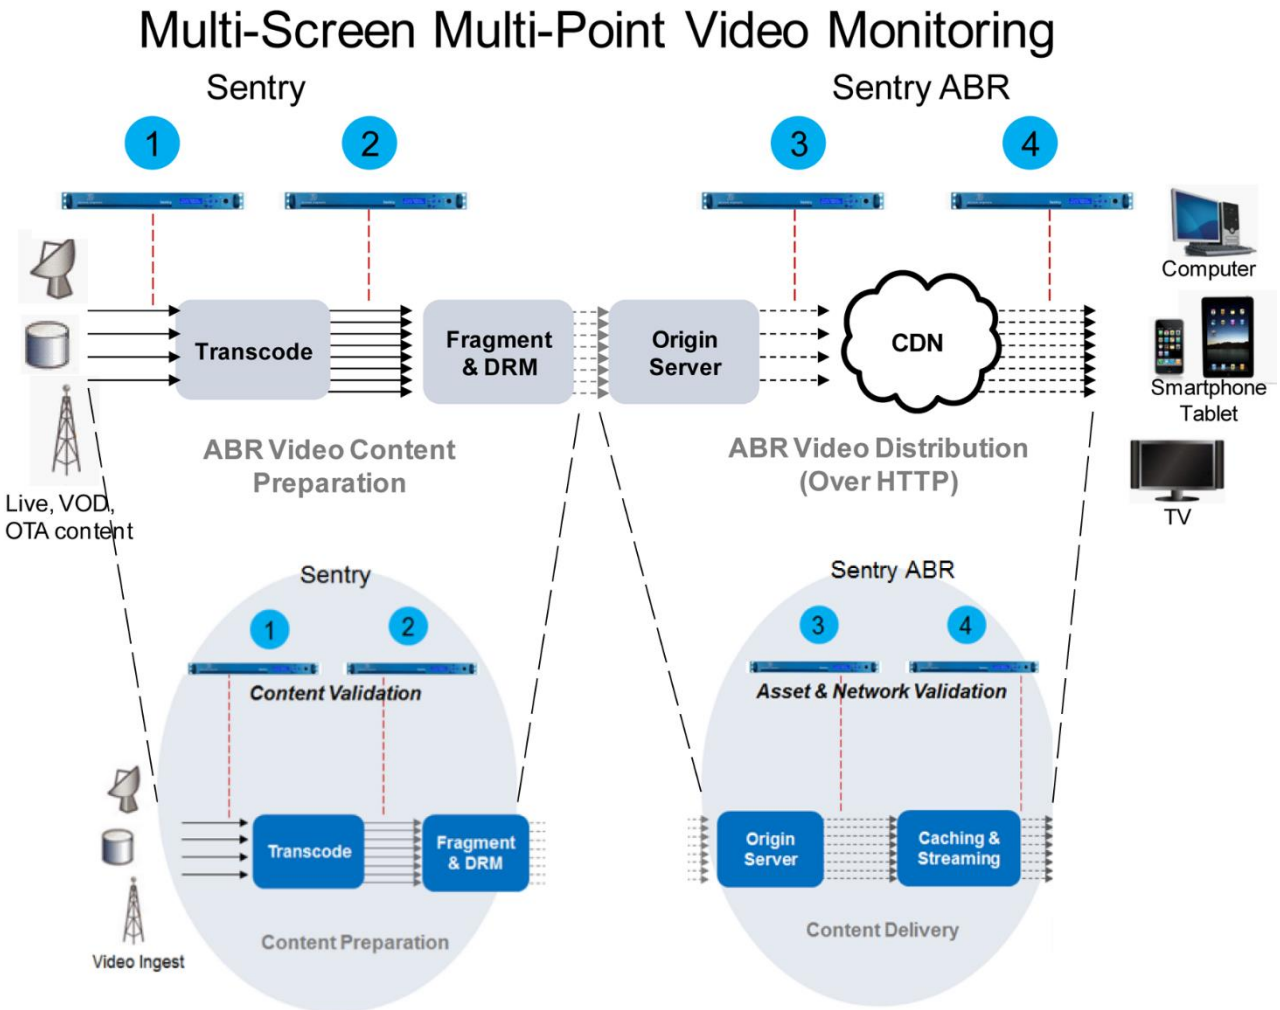 Multi-Screen Multi-Point Video Monitoring
Sentry
Sentry ABR
1
2
3
4
Transcode
Fragment
& DRM
Origin
Server
CDN
Computer
Smartphone
Tablet
TV
Live, VOD,
OTA content
ABR Video Content
Preparation
ABR Video Distribution
(Over HTTP)
Sentry
1
2
Content Validation
Transcode
Fragment
& DRM
Video Ingest
Content Preparation
Sentry ABR
3
4
Asset & Network Validation
Origin
Server
Caching &
Streaming
Content Delivery